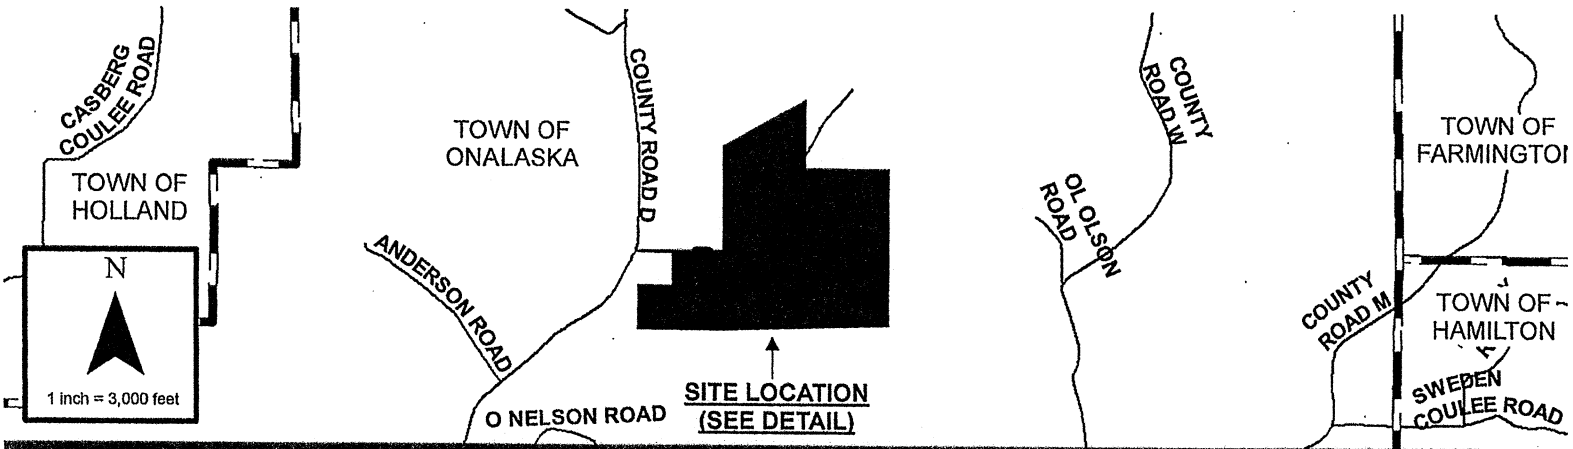 CASBERG
COULEE ROAD
TOWN OF
HOLLAND
N
1 inch = 3,000 feet
ANDERSON ROAD
TOWN OF
ONALASKA
COUNTY ROAD D
O NELSON ROAD
SITE LOCATION
(SEE DETAIL)
COUNTY
ROAD W
OL OLSON
ROAD
TOWN OF
FARMINGTON
COUNTY
ROAD M
TOWN OF
HAMILTON
SWEDEN
COULEE ROAD